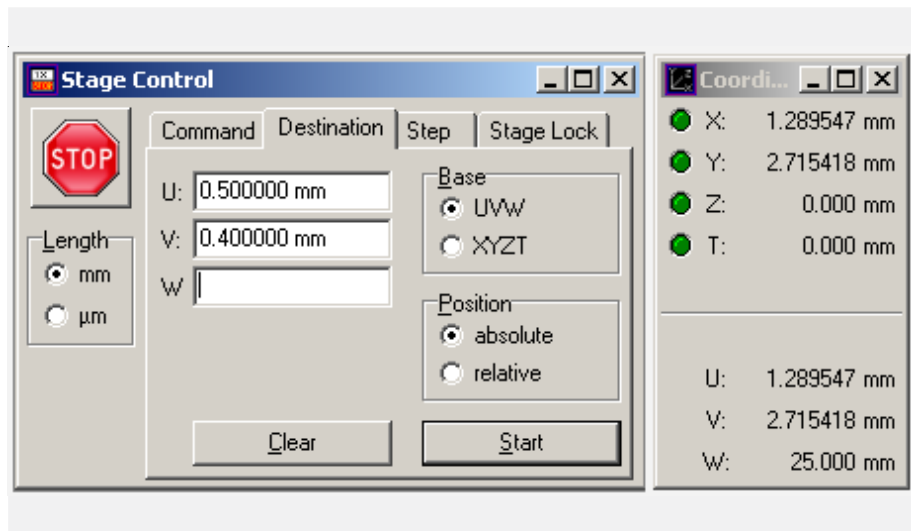 Stage Control
STOP
Length
mm
µm
Command Destination Step Stage Lock
U: 0.500000 mm
V: 0.400000 mm
W
Base
UVW
XYZT
Position
absolute
relative
Clear
Start
Coordi...
X: 1.289547 mm
Y: 2.715418 mm
Z: 0.000 mm
T: 0.000 mm
U: 1.289547 mm
V: 2.715418 mm
W: 25.000 mm